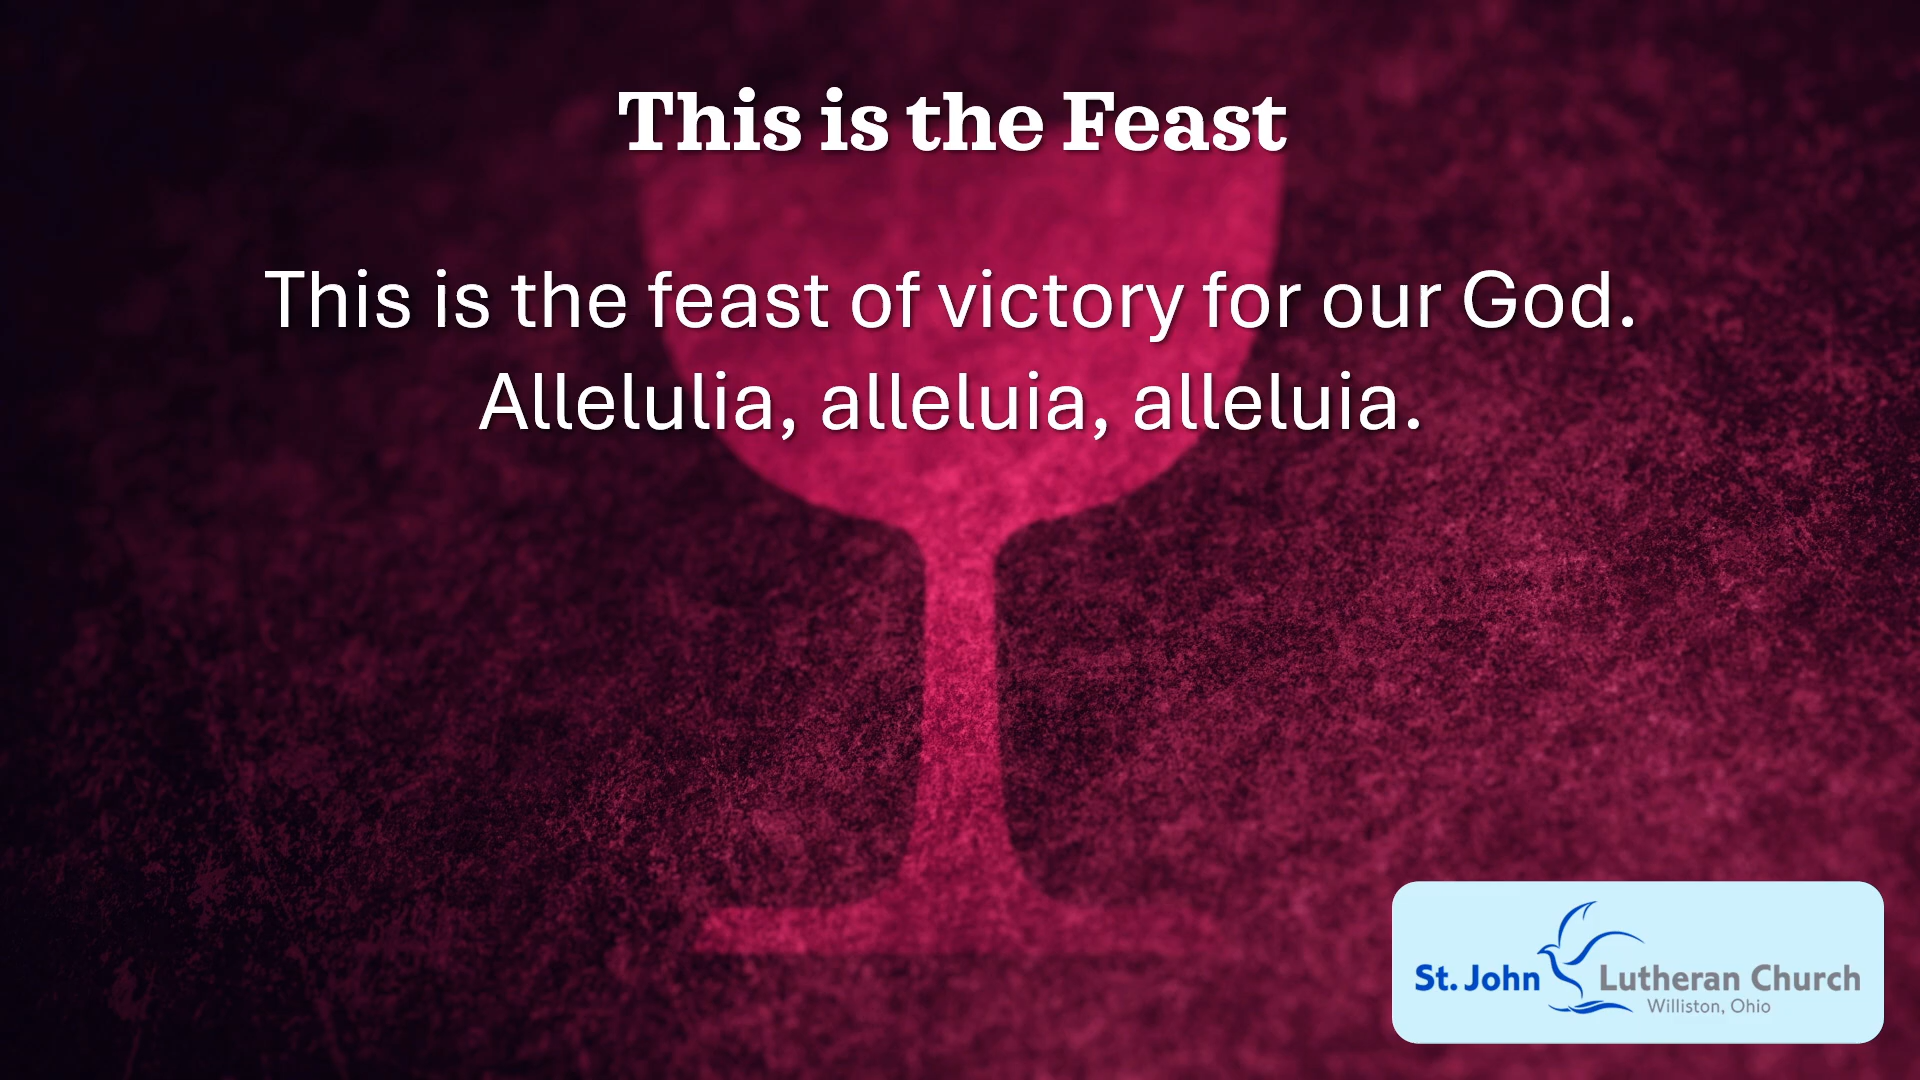 This is the Feast
This is the feast of victory for our God.
Allelulia, alleluia, alleluia.
St. John Lutheran Church
Williston, Ohio